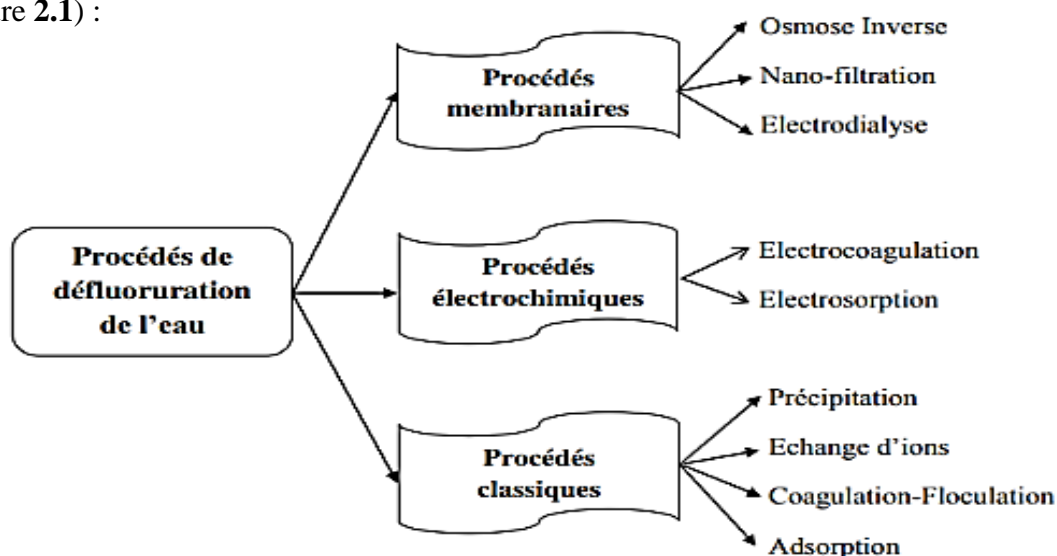 re 2.1) :
Osmose Inverse
Procédés
membranaires
Nano-filtration
Electrodialyse
Procédés de
défluoruration
de l'eau
Procédés
électrochimiques
Electrocoagulation
Electrosorption
Procédés
classiques
Précipitation
Echange d'ions
Coagulation-Floculation
Adsorption